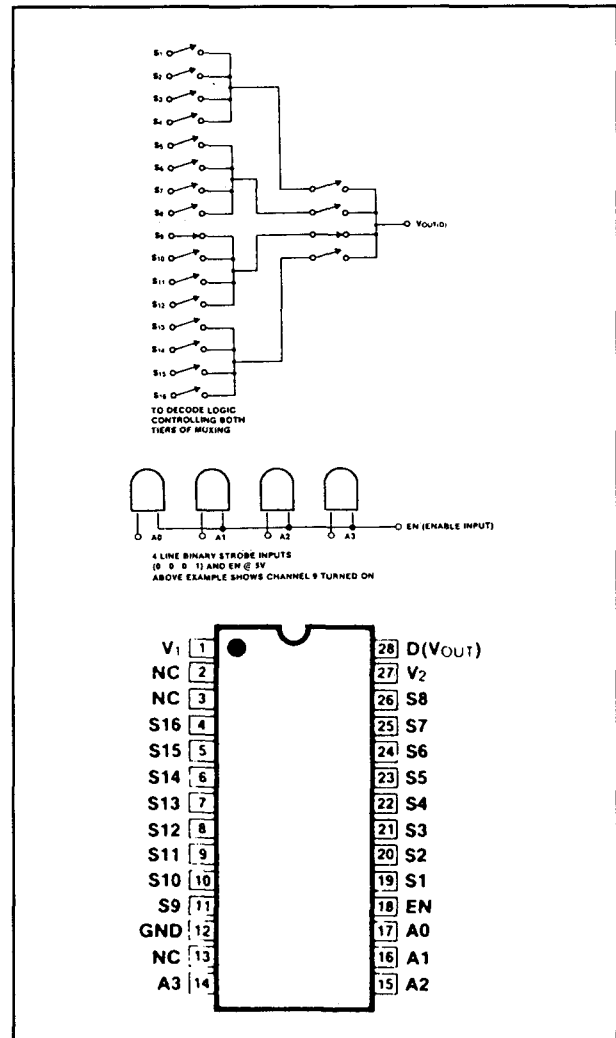 S1
S2
S3
S4
S5
S6
S7
S8
S9
S10
S11
S12
S13
S14
S15
S16
VOUT(D)
TO DECODE LOGIC
CONTROLLING BOTH
TIERS OF MUXING
A0 A1 A2 A3 EN (ENABLE INPUT)
4 LINE BINARY STROBE INPUTS
(0 0 0 1) AND EN @ 5V
ABOVE EXAMPLE SHOWS CHANNEL 9 TURNED ON
V1 1 28 D(VOUT)
NC 2 27 V2
NC 3 26 S8
S16 4 25 S7
S15 5 24 S6
S14 6 23 S5
S13 7 22 S4
S12 8 21 S3
S11 9 20 S2
S10 10 19 S1
S9 11 18 EN
GND 12 17 A0
NC 13 16 A1
A3 14 15 A2